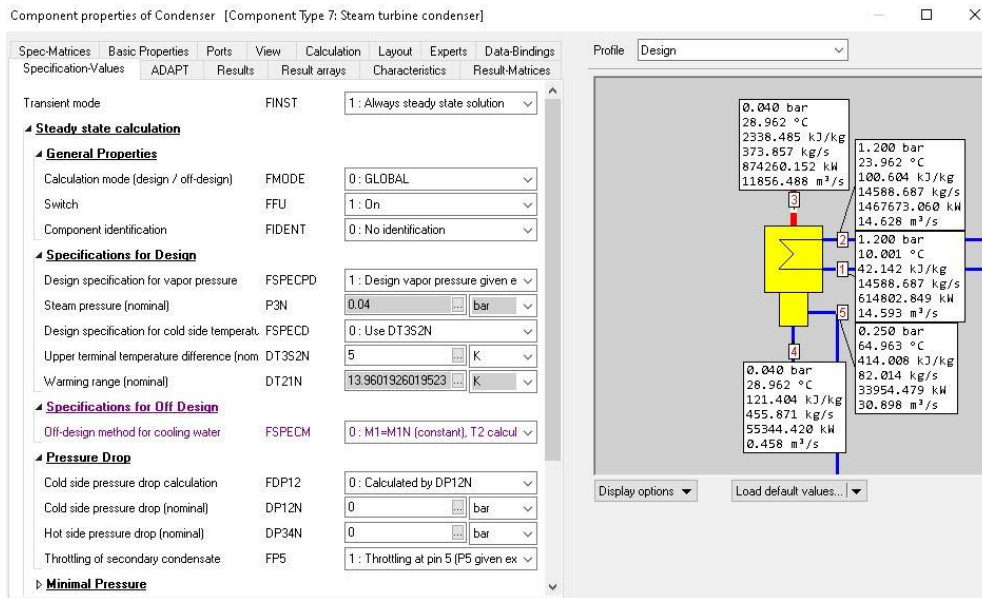 Component properties of Condenser [Component Type 7: Steam turbine condenser]
Spec-Matrices Basic Properties Ports View Calculation Layout Experts Data-Bindings
Specification-Values ADAPT Results Result arrays Characteristics Result-Matrices
Transient mode FINST 1 : Always steady state solution
Steady state calculation
General Properties
Calculation mode (design / off-design) FMODE 0 : GLOBAL
Switch FFU 1 : On
Component identification FIDENT 0 : No identification
Specifications for Design
Design specification for vapor pressure FSPECPD 1 : Design vapor pressure given e
Steam pressure (nominal) P3N 0.04 ... bar
Design specification for cold side temperatu FSPECD 0 : Use DT3S2N
Upper terminal temperature difference (nom DT3S2N 5 ... K
Warming range (nominal) DT21N 13.9601926019523 ... K
Specifications for Off Design
Off-design method for cooling water FSPECM 0 : M1=M1N (constant), T2 calcul
Pressure Drop
Cold side pressure drop calculation FDP12 0 : Calculated by DP12N
Cold side pressure drop (nominal) DP12N 0 ... bar
Hot side pressure drop (nominal) DP34N 0 ... bar
Throttling of secondary condensate FP5 1 : Throttling at pin 5 (P5 given ex
Minimal Pressure
Profile Design
0.040 bar
28.962 °C
2338.485 kJ/kg
373.857 kg/s
874260.152 kW
11856.488 m³/s
3
1.200 bar
23.962 °C
100.604 kJ/kg
14588.687 kg/s
1467673.060 kW
14.628 m³/s
2
1.200 bar
10.001 °C
42.142 kJ/kg
14588.687 kg/s
614802.849 kW
14.593 m³/s
1
5
0.250 bar
64.963 °C
414.008 kJ/kg
82.014 kg/s
33954.479 kW
30.898 m³/s
4
0.040 bar
28.962 °C
121.404 kJ/kg
455.871 kg/s
55344.420 kW
0.458 m³/s
Display options Load default values...